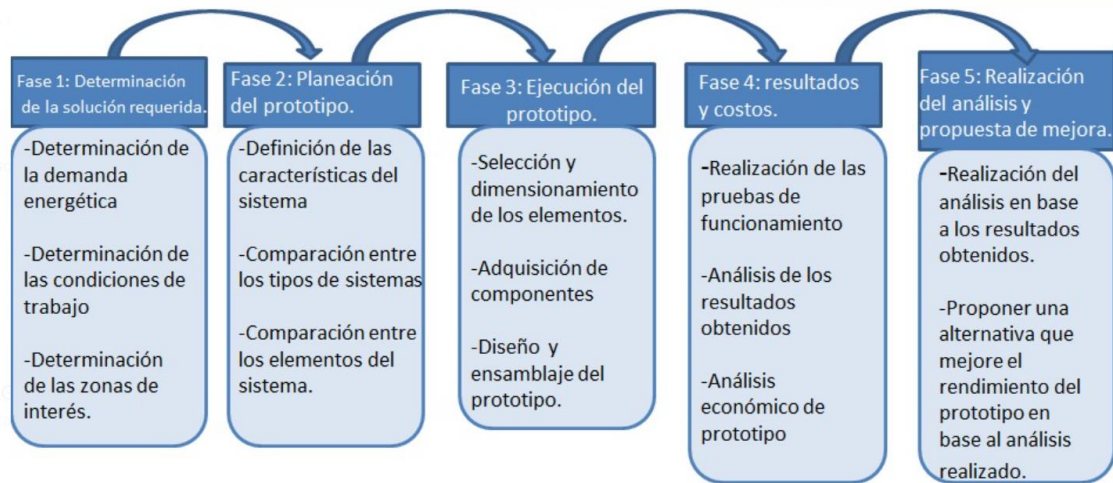 Fase 1: Determinación
de la solución requerida.
-Determinación de
la demanda
energética
-Determinación de
las condiciones de
trabajo
-Determinación
de las zonas de
interés.
Fase 2: Planeación
del prototipo.
-Definición de las
características del
sistema
-Comparación entre
los tipos de sistemas
-Comparación entre
los elementos del
sistema.
Fase 3: Ejecución del
prototipo.
-Selección y
dimensionamiento
de los elementos.
-Adquisición de
componentes
-Diseño y
ensamblaje del
prototipo.
Fase 4: resultados
y costos.
-Realización de las
pruebas de
funcionamiento
-Análisis de los
resultados
obtenidos
-Análisis
económico de
prototipo
Fase 5: Realización
del análisis y
propuesta de mejora.
-Realización del
análisis en base
a los resultados
obtenidos.
-Proponer una
alternativa que
mejore el
rendimiento del
prototipo en
base al análisis
realizado.